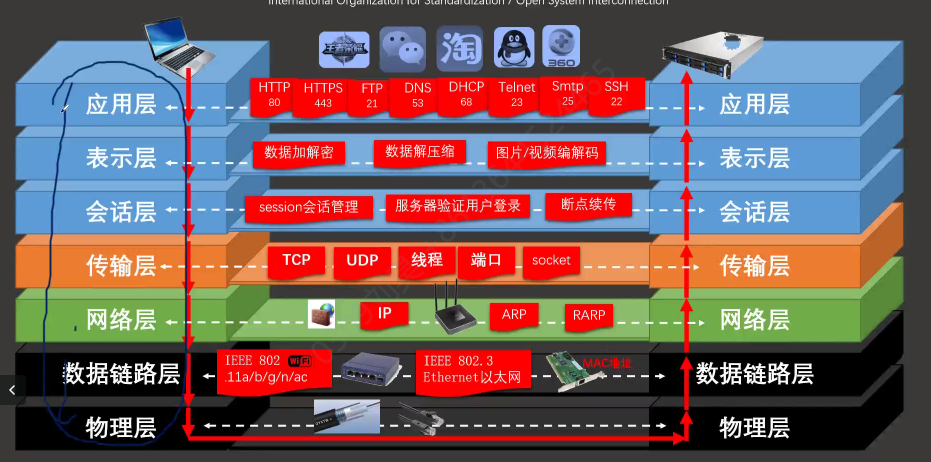 International Organization for Standardization / Open System Interconnection
王者荣耀
淘
360
应用层
HTTP
80
HTTPS
443
FTP
21
DNS
53
DHCP
68
Telnet
23
Smtp
25
SSH
22
应用层
表示层
数据加解密
数据解压缩
图片/视频编解码
表示层
会话层
session会话管理
服务器验证用户登录
断点续传
会话层
传输层
TCP
UDP
线程
端口
socket
传输层
网络层
IP
ARP
RARP
网络层
数据链路层
IEEE 802 WiFi
.11a/b/g/n/ac
IEEE 802.3
Ethernet以太网
MAC地址
数据链路层
物理层
物理层